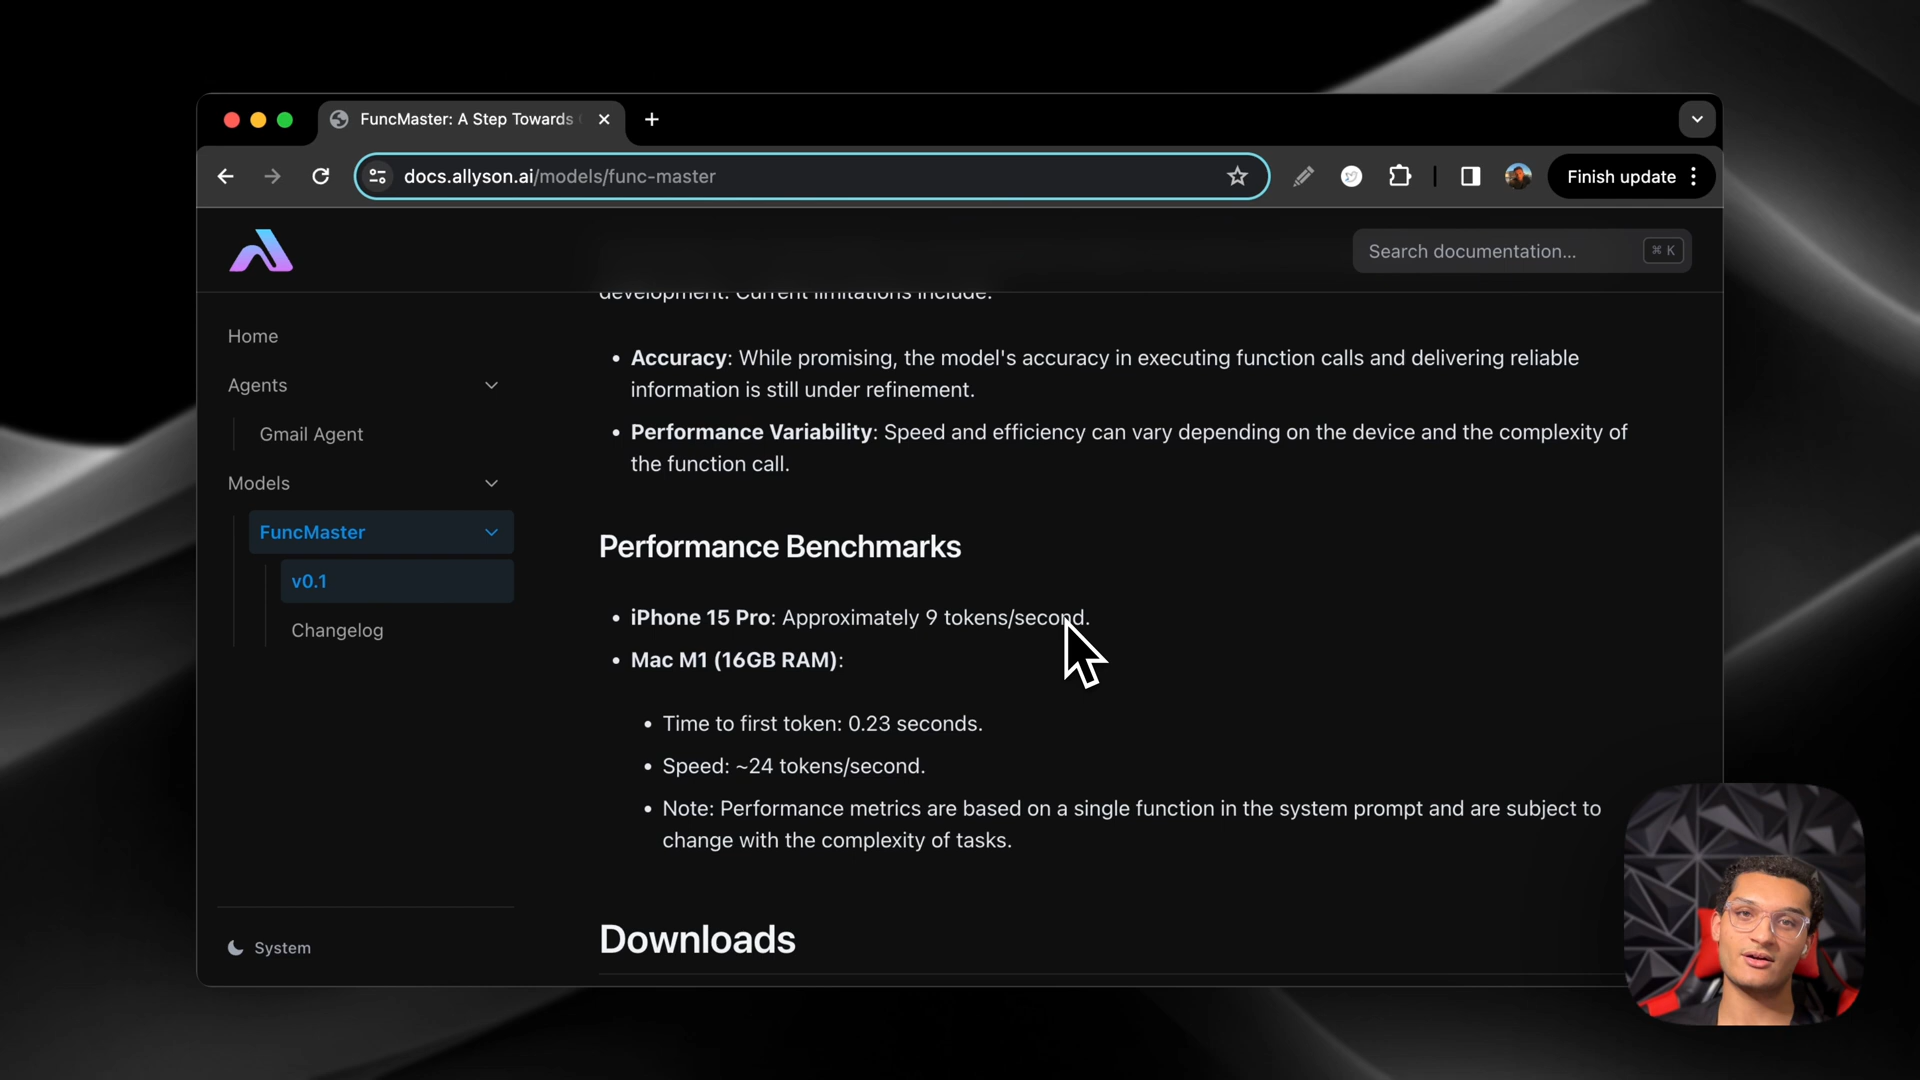 FuncMaster: A Step Towards
docs.allyson.ai/models/func-master
Finish update
Search documentation...
⌘ K
Home
Agents
Gmail Agent
Models
FuncMaster
v0.1
Changelog
System
development. Current limitations include:
• Accuracy: While promising, the model's accuracy in executing function calls and delivering reliable
information is still under refinement.
• Performance Variability: Speed and efficiency can vary depending on the device and the complexity of
the function call.
Performance Benchmarks
• iPhone 15 Pro: Approximately 9 tokens/second.
• Mac M1 (16GB RAM):
• Time to first token: 0.23 seconds.
• Speed: ~24 tokens/second.
• Note: Performance metrics are based on a single function in the system prompt and are subject to
change with the complexity of tasks.
Downloads